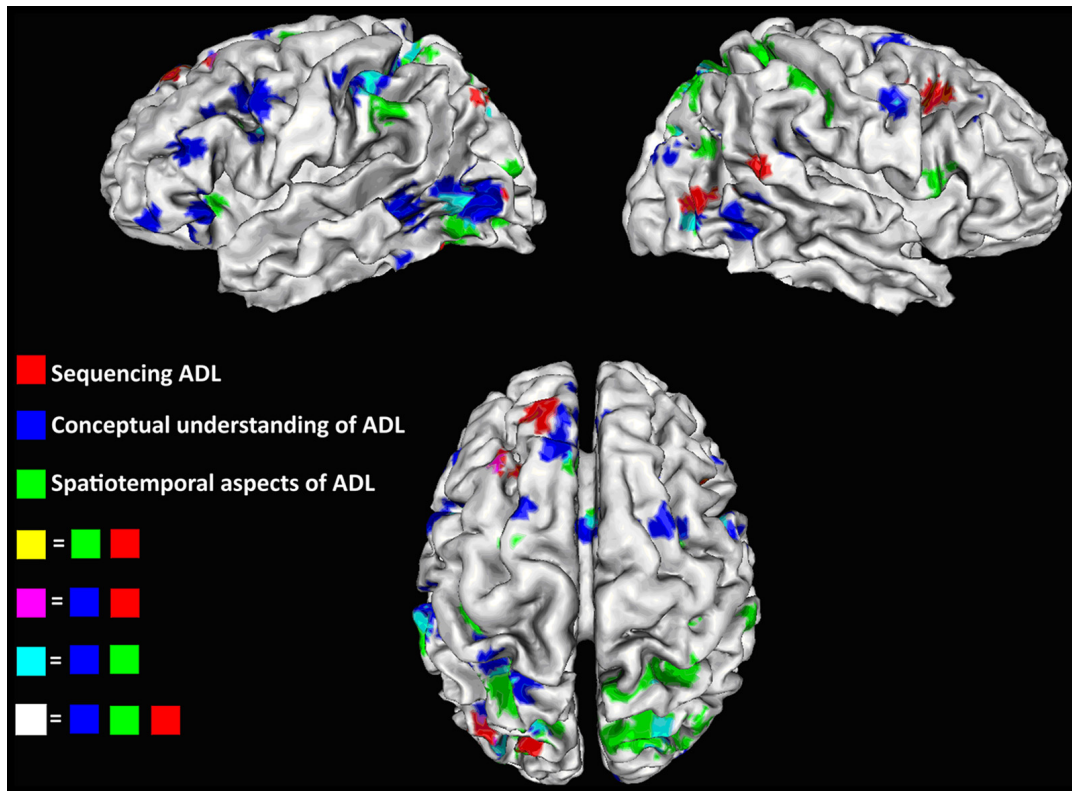 Sequencing ADL
Conceptual understanding of ADL
Spatiotemporal aspects of ADL
=
=
=
=